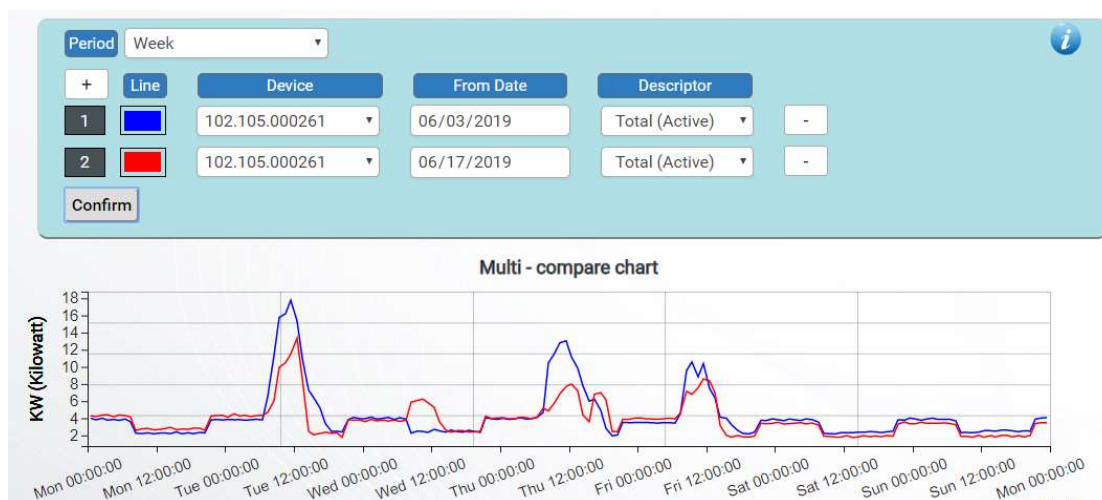 Period Week
+ Line Device From Date Descriptor
1 102.105.000261 06/03/2019 Total (Active) -
2 102.105.000261 06/17/2019 Total (Active) -
Confirm
i
Multi - compare chart
KW (Kilowatt)
18
16
14
12
10
8
6
4
2
Mon 00:00:00 Mon 12:00:00 Tue 00:00:00 Tue 12:00:00 Wed 00:00:00 Wed 12:00:00 Thu 00:00:00 Thu 12:00:00 Fri 00:00:00 Fri 12:00:00 Sat 00:00:00 Sat 12:00:00 Sun 00:00:00 Sun 12:00:00 Mon 00:00:00